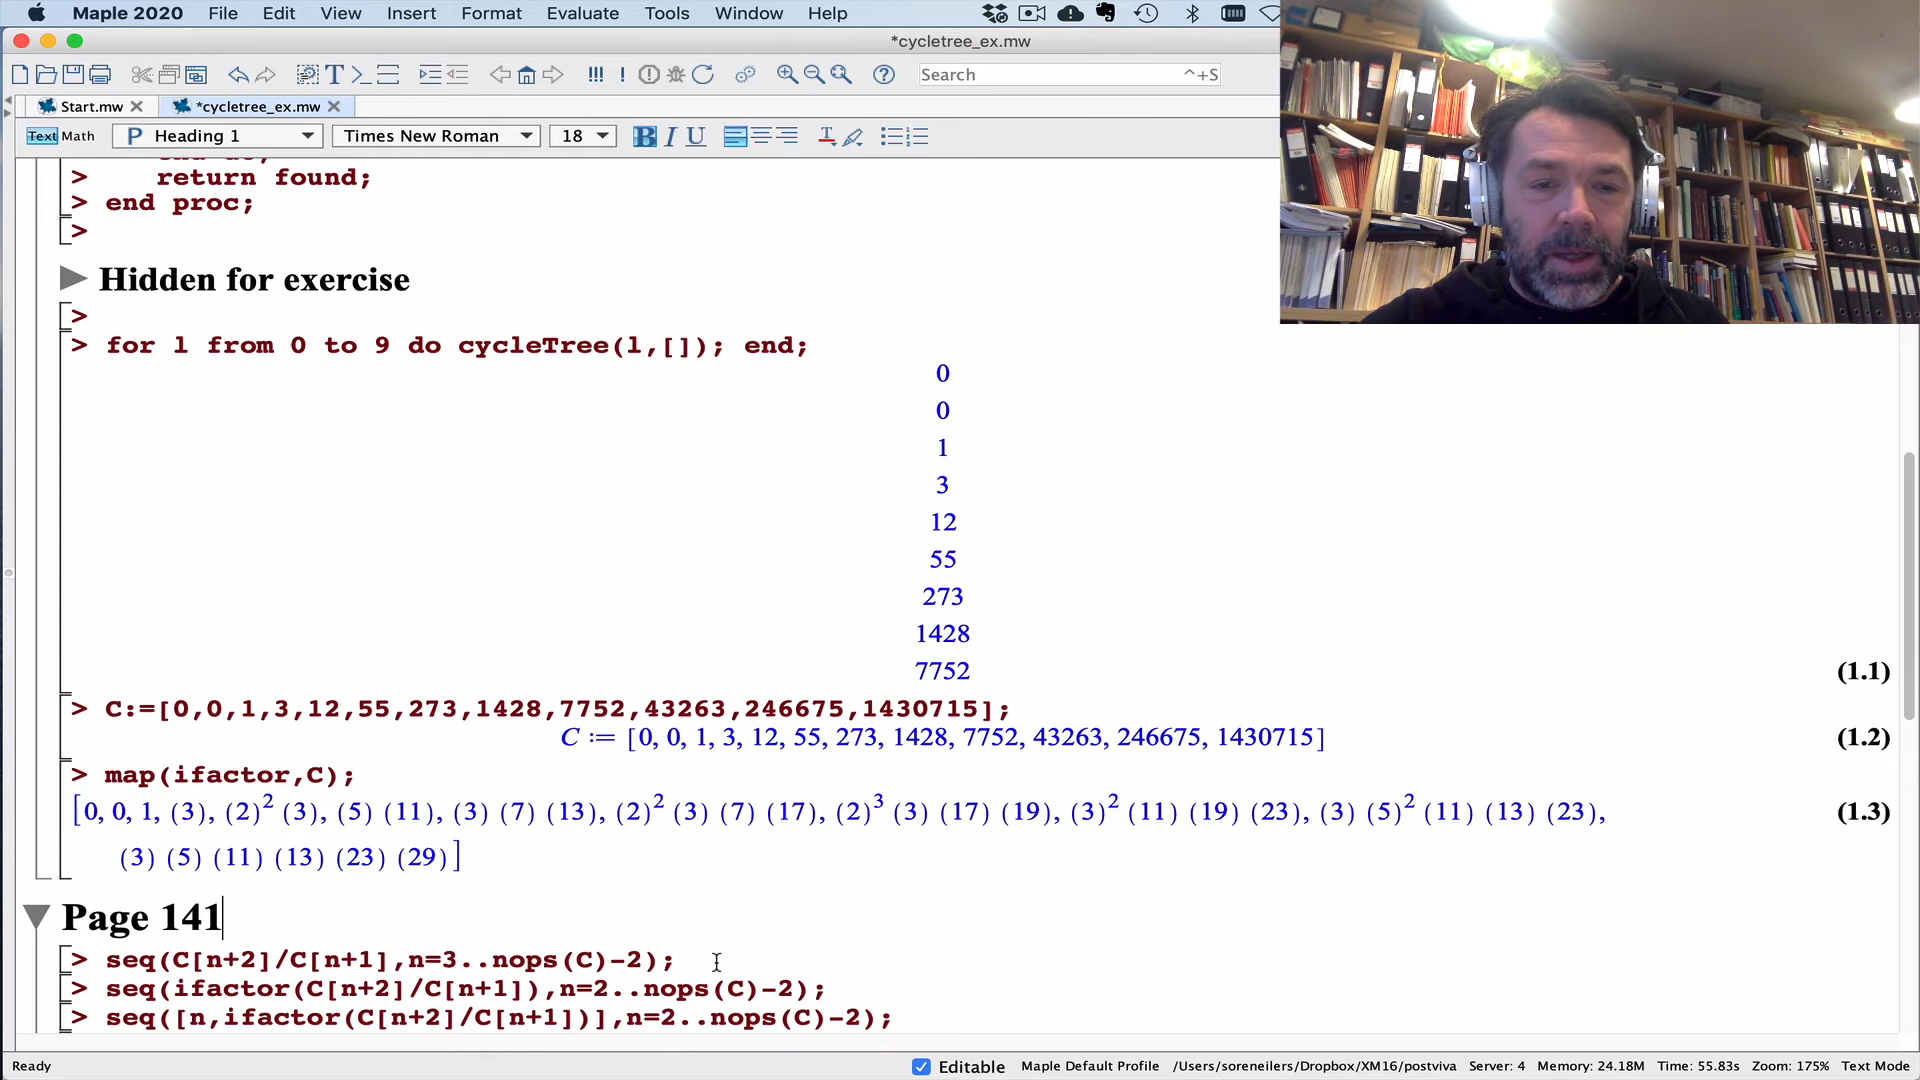 Maple 2020 File Edit View Insert Format Evaluate Tools Window Help
*cycletree_ex.mw
Search ^+S
Start.mw *cycletree_ex.mw
Text Math P Heading 1 Times New Roman 18 B I U
> return found;
> end proc;
>
Hidden for exercise
>
> for l from 0 to 9 do cycleTree(l,[]); end;
0
0
1
3
12
55
273
1428
7752 (1.1)
> C:=[0,0,1,3,12,55,273,1428,7752,43263,246675,1430715];
C := [0, 0, 1, 3, 12, 55, 273, 1428, 7752, 43263, 246675, 1430715] (1.2)
> map(ifactor,C);
[0, 0, 1, (3), (2)² (3), (5) (11), (3) (7) (13), (2)² (3) (7) (17), (2)³ (3) (17) (19), (3)² (11) (19) (23), (3) (5)² (11) (13) (23), (1.3)
(3) (5) (11) (13) (23) (29)]
Page 141
> seq(C[n+2]/C[n+1],n=3..nops(C)-2);
> seq(ifactor(C[n+2]/C[n+1]),n=2..nops(C)-2);
> seq([n,ifactor(C[n+2]/C[n+1])],n=2..nops(C)-2);
Ready Editable Maple Default Profile /Users/soreneilers/Dropbox/XM16/postviva Server: 4 Memory: 24.18M Time: 55.83s Zoom: 175% Text Mode